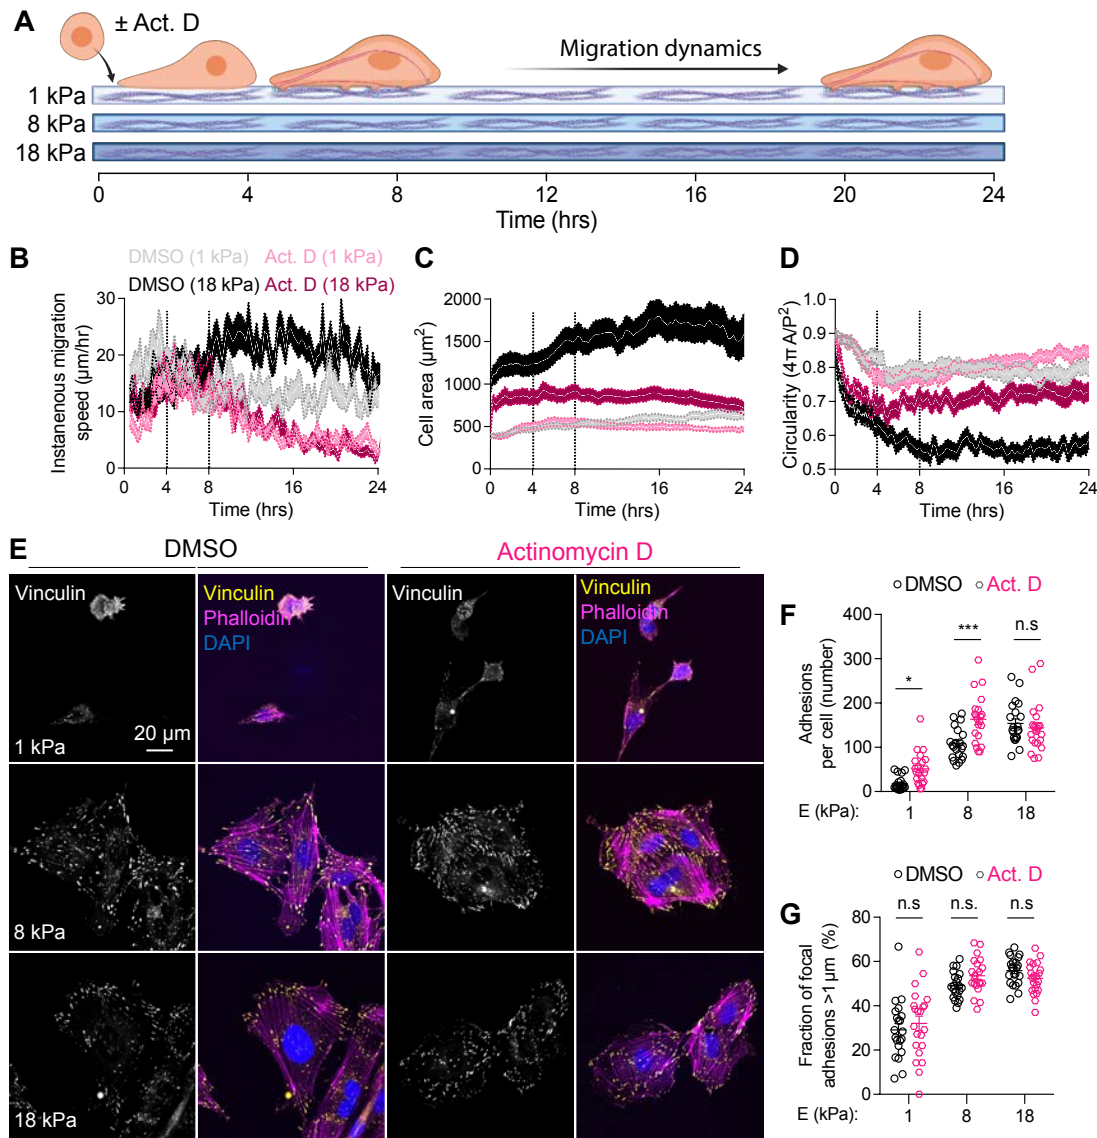 A
± Act. D
Migration dynamics
1 kPa
8 kPa
18 kPa
0 4 8 12 16 20 24
Time (hrs)
B
DMSO (1 kPa) Act. D (1 kPa)
DMSO (18 kPa) Act. D (18 kPa)
Instanenous migration
speed (µm/hr)
30
20
10
0
0 4 8 16 24
Time (hrs)
C
Cell area (µm²)
2000
1500
1000
500
0
0 4 8 16 24
Time (hrs)
D
Circularity (4π A/P²)
1.0
0.9
0.8
0.7
0.6
0.5
0 4 8 16 24
Time (hrs)
E
DMSO
Actinomycin D
Vinculin
Vinculin
Phalloidin
DAPI
Vinculin
Vinculin
Phalloidin
DAPI
20 µm
1 kPa
8 kPa
18 kPa
F
DMSO Act. D
Adhesions
per cell (number)
400
300
200
100
0
* *** n.s
E (kPa): 1 8 18
G
DMSO Act. D
n.s n.s. n.s
Fraction of focal
adhesions >1 µm (%)
80
60
40
20
0
E (kPa): 1 8 18